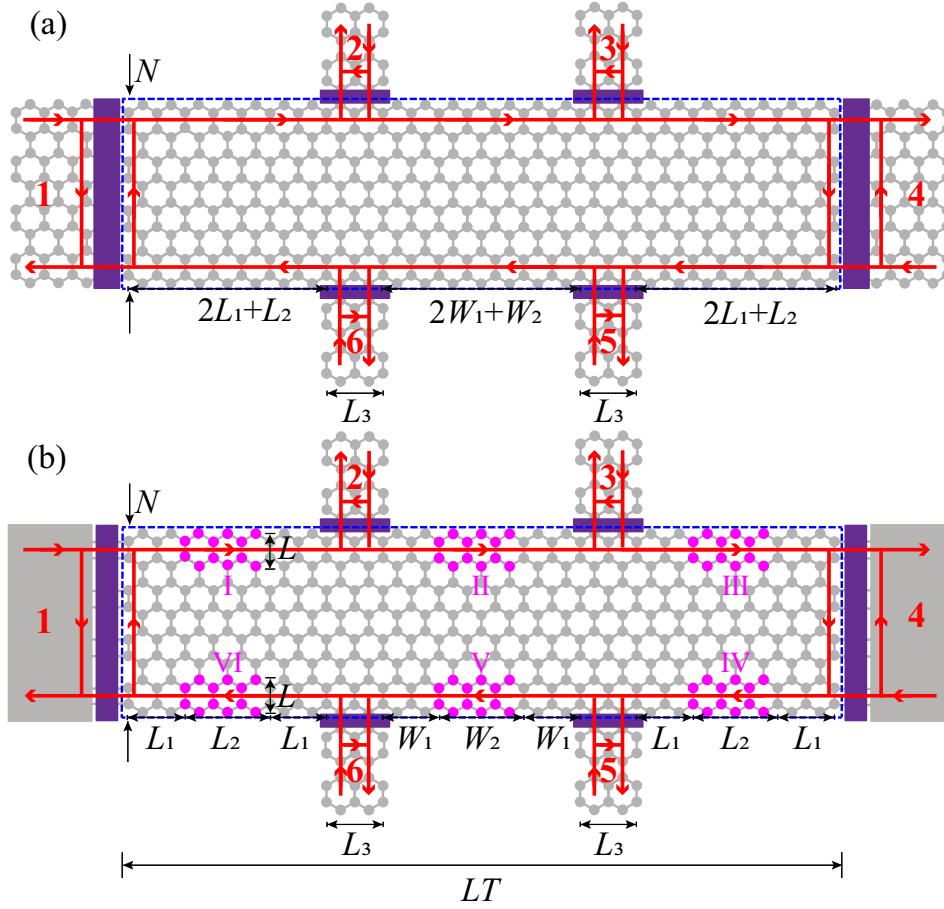 (a)
2
3
N
1
4
2L₁+L₂
2W₁+W₂
2L₁+L₂
6
5
L₃
L₃
(b)
2
3
N
L
I
II
III
1
4
VI
V
IV
L
L₁
L₂
L₁
W₁
W₂
W₁
L₁
L₂
L₁
6
5
L₃
L₃
LT